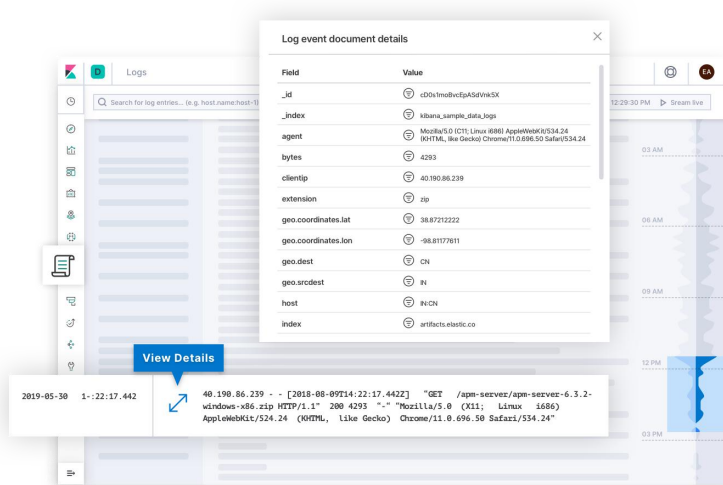 Log event document details
Field Value
_id cD0s1moBvcEpASdVnk5X
_index kibana_sample_data_logs
agent Mozilla/5.0 (C11; Linux i686) AppleWebKit/534.24
(KHTML, like Gecko) Chrome/11.0.696.50 Safari/534.24
bytes 4293
clientip 40.190.86.239
extension zip
geo.coordinates.lat 38.87212222
geo.coordinates.lon -98.81177611
geo.dest CN
geo.srcdest IN
host IN:CN
index artifacts.elastic.co
D Logs
EA
Search for log entries... (e.g. host.name:host-1)
12:29:30 PM Sream live
03 AM
06 AM
09 AM
12 PM
03 PM
View Details
2019-05-30 1-:22:17.442
40.190.86.239 - - [2018-08-09T14:22:17.442Z] "GET /apm-server/apm-server-6.3.2-
windows-x86.zip HTTP/1.1" 200 4293 "-" "Mozilla/5.0 (X11; Linux i686)
AppleWebKit/524.24 (KHTML, like Gecko) Chrome/11.0.696.50 Safari/534.24"